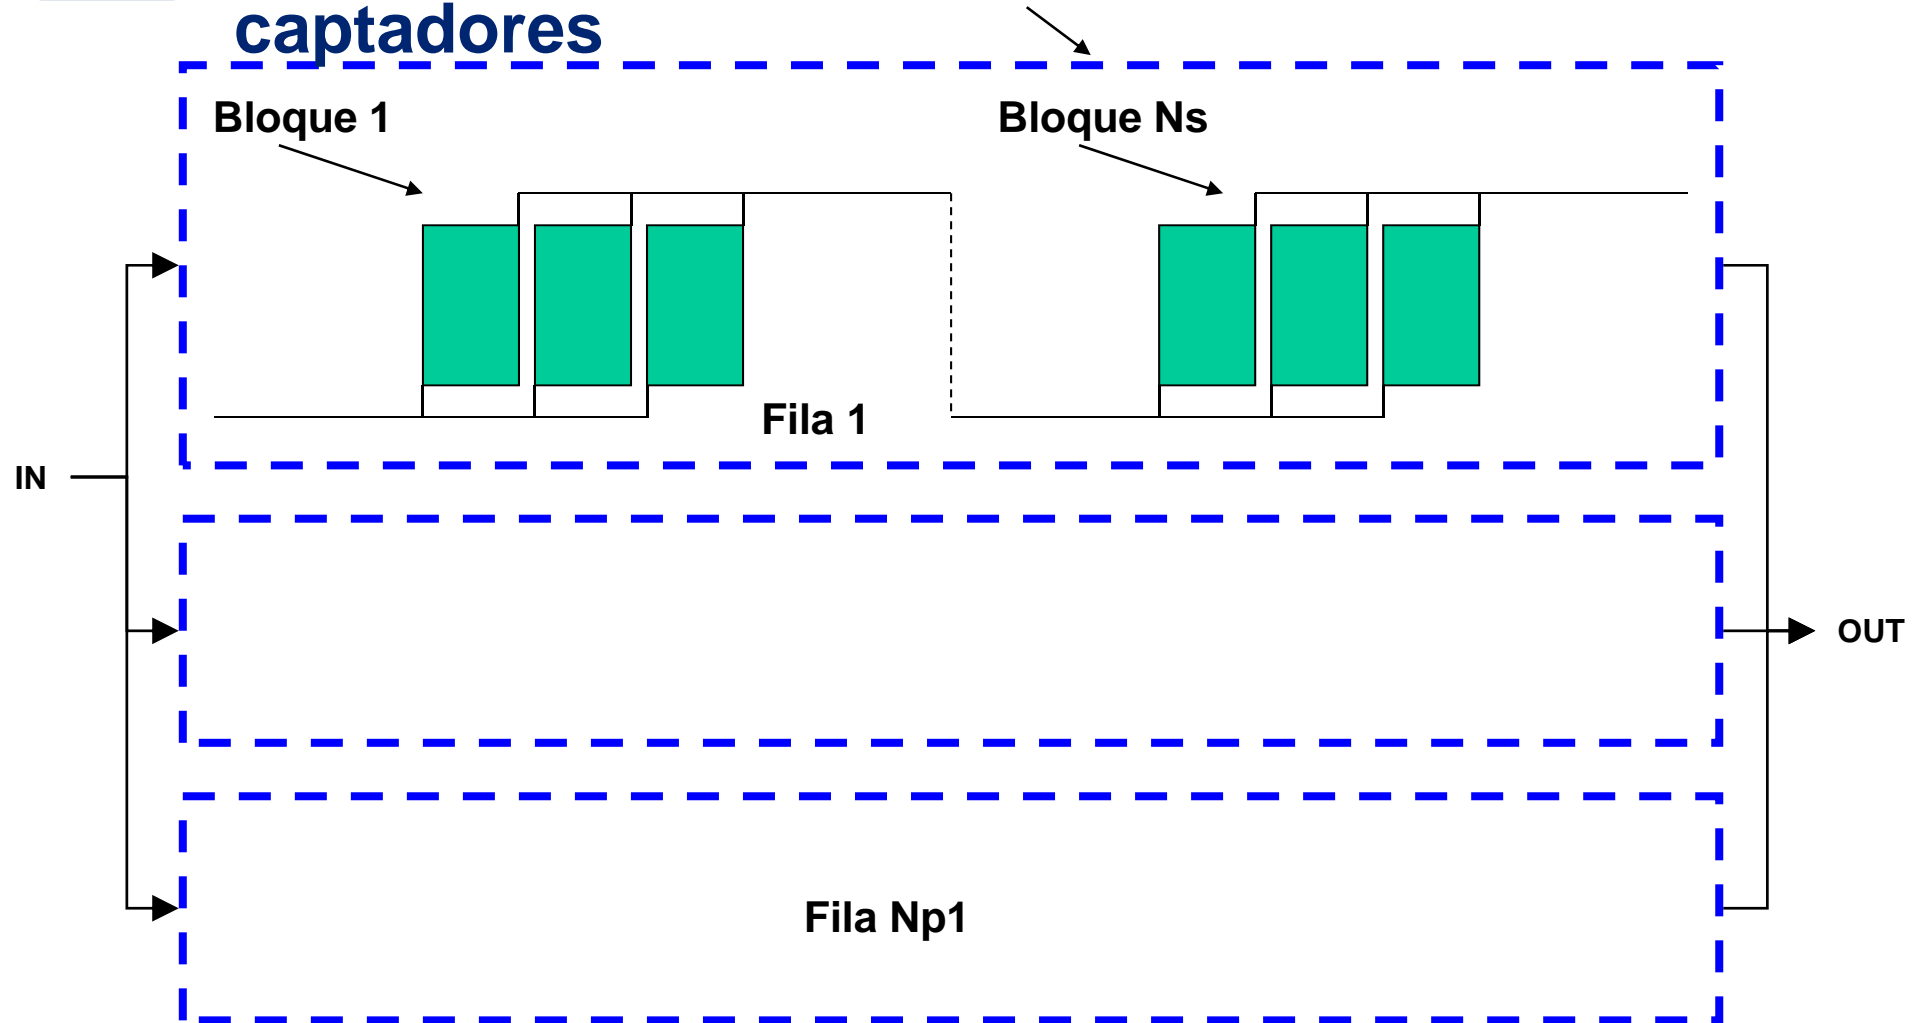 captadores
Bloque 1
Bloque Ns
Fila 1
IN
OUT
Fila Np1